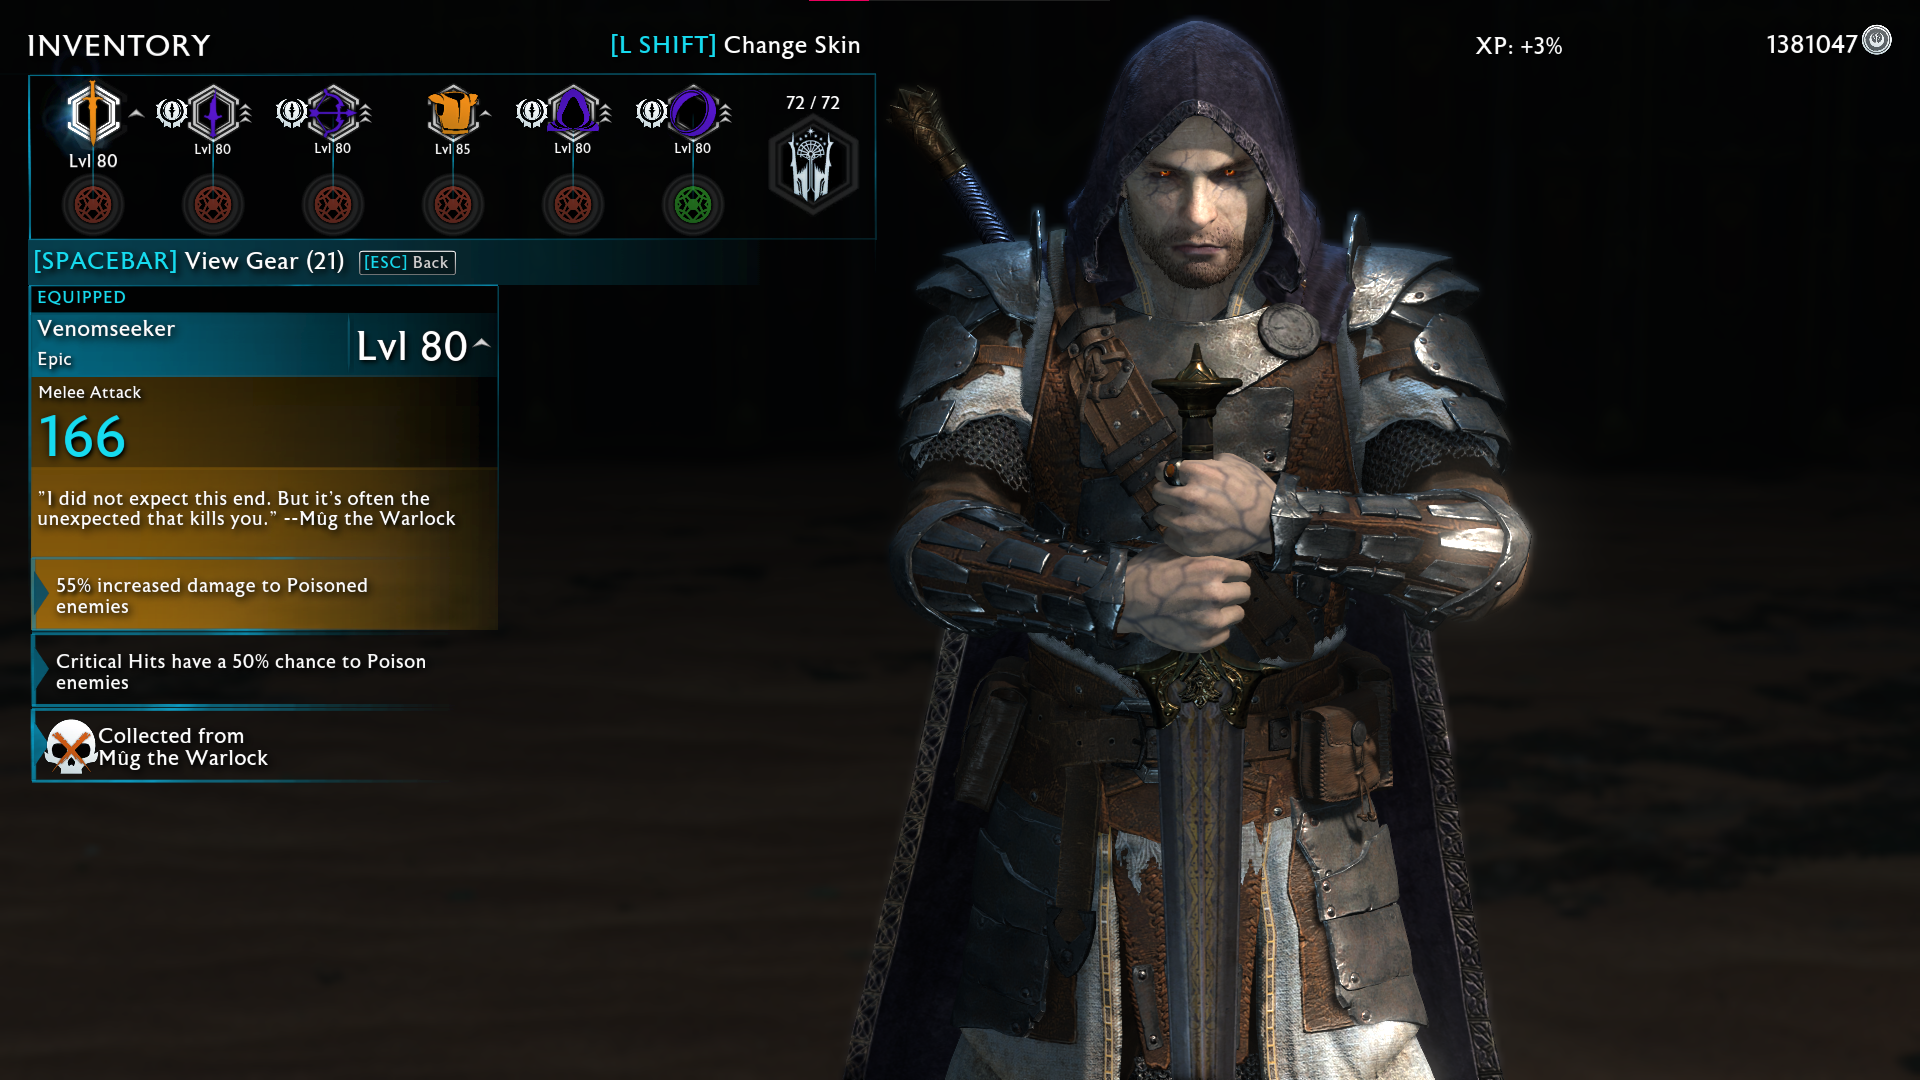 INVENTORY
[L SHIFT] Change Skin
XP: +3%
1381047
Lvl 80
Lvl 80
Lvl 80
Lvl 85
Lvl 80
Lvl 80
72 / 72
[SPACEBAR] View Gear (21)
[ESC] Back
EQUIPPED
Venomseeker
Epic
Lvl 80
Melee Attack
166
"I did not expect this end. But it's often the
unexpected that kills you." --Mûg the Warlock
55% increased damage to Poisoned
enemies
Critical Hits have a 50% chance to Poison
enemies
Collected from
Mûg the Warlock